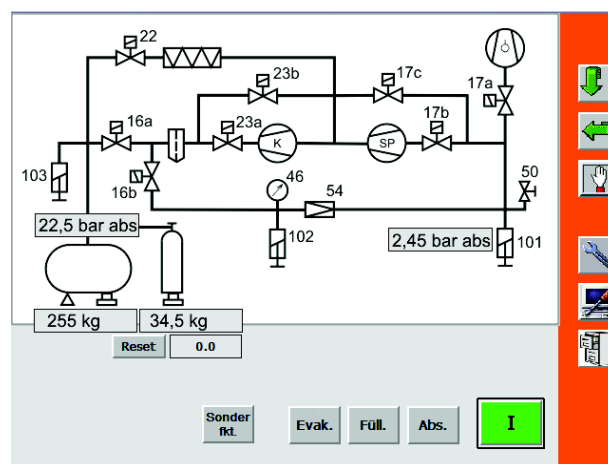 22
23b
17c
17a
16a
23a
17b
K
SP
103
16b
46
54
50
22,5 bar abs
102
2,45 bar abs
101
255 kg
34,5 kg
Reset
0.0
Sonder
fkt.
Evak.
Füll.
Abs.
I